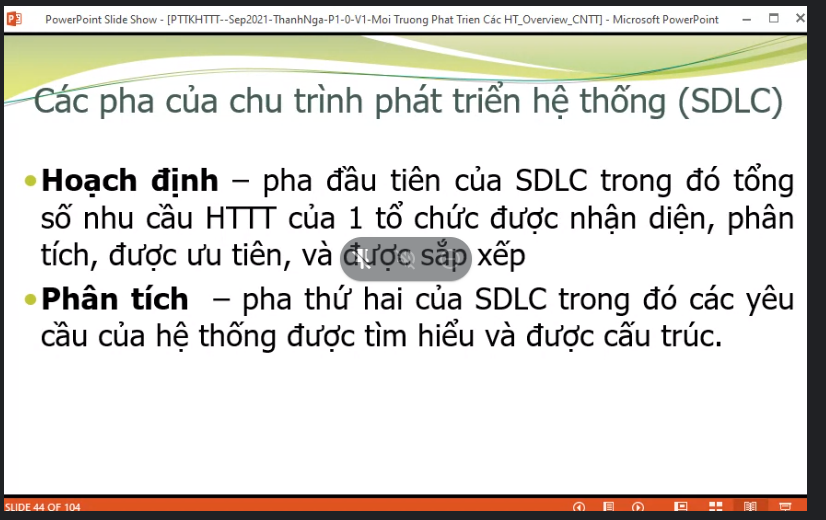 PowerPoint Slide Show - [PTTKHTTT--Sep2021-ThanhNga-P1-0-V1-Moi Truong Phat Trien Các HT_Overview_CNTT] - Microsoft PowerPoint
Các pha của chu trình phát triển hệ thống (SDLC)
Hoạch định – pha đầu tiên của SDLC trong đó tổng
số nhu cầu HTTT của 1 tổ chức được nhận diện, phân
tích, được ưu tiên, và được sắp xếp
Phân tích – pha thứ hai của SDLC trong đó các yêu
cầu của hệ thống được tìm hiểu và được cấu trúc.
SLIDE 44 OF 104